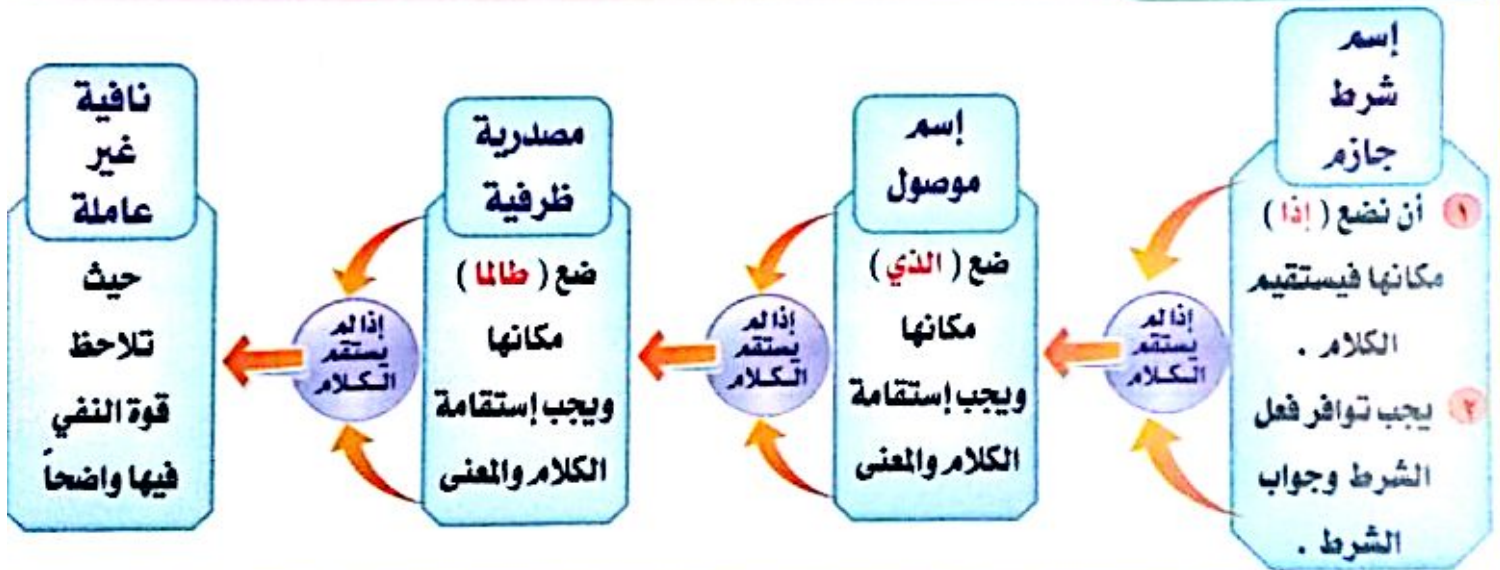 إسم
شرط
جازم
١ أن نضع ( إذا )
مكانها فيستقيم
الكلام .
٢ يجب توافر فعل
الشرط وجواب
الشرط .
إذا لم
يستقم
الكلام
إسم
موصول
ضع ( الذي )
مكانها
ويجب إستقامة
الكلام والمعنى
إذا لم
يستقم
الكلام
مصدرية
ظرفية
ضع ( طالما )
مكانها
ويجب إستقامة
الكلام والمعنى
إذا لم
يستقم
الكلام
نافية
غير
عاملة
حيث
تلاحظ
قوة النفي
فيها واضحاً